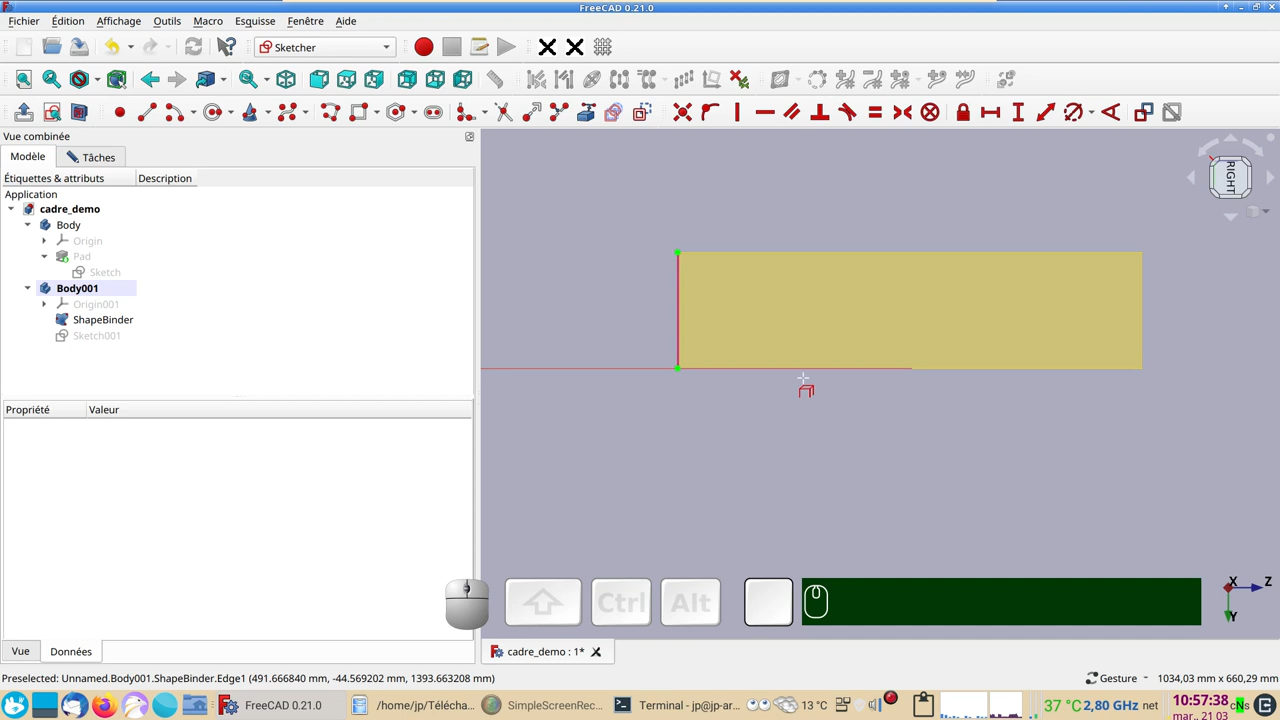 FreeCAD 0.21.0
Fichier Édition Affichage Outils Macro Esquisse Fenêtre Aide
Sketcher
Vue combinée
Modèle Tâches
Étiquettes & attributs Description
Application
cadre_demo
Body
Origin
Pad
Sketch
Body001
Origin001
ShapeBinder
Sketch001
RIGHT
Propriété Valeur
Ctrl Alt
X Z
Y
Vue Données
cadre_demo : 1*
Preselected: Unnamed.Body001.ShapeBinder.Edge1 (491.666840 mm, -44.569202 mm, 1393.663208 mm)
Gesture 1034,03 mm x 660,29 mm
FreeCAD 0.21.0 /home/jp/Télécha... SimpleScreenRec... Terminal - jp@jp-ar... 13 °C 37 °C 2,80 GHz net 10:57:38
mar., 21 03